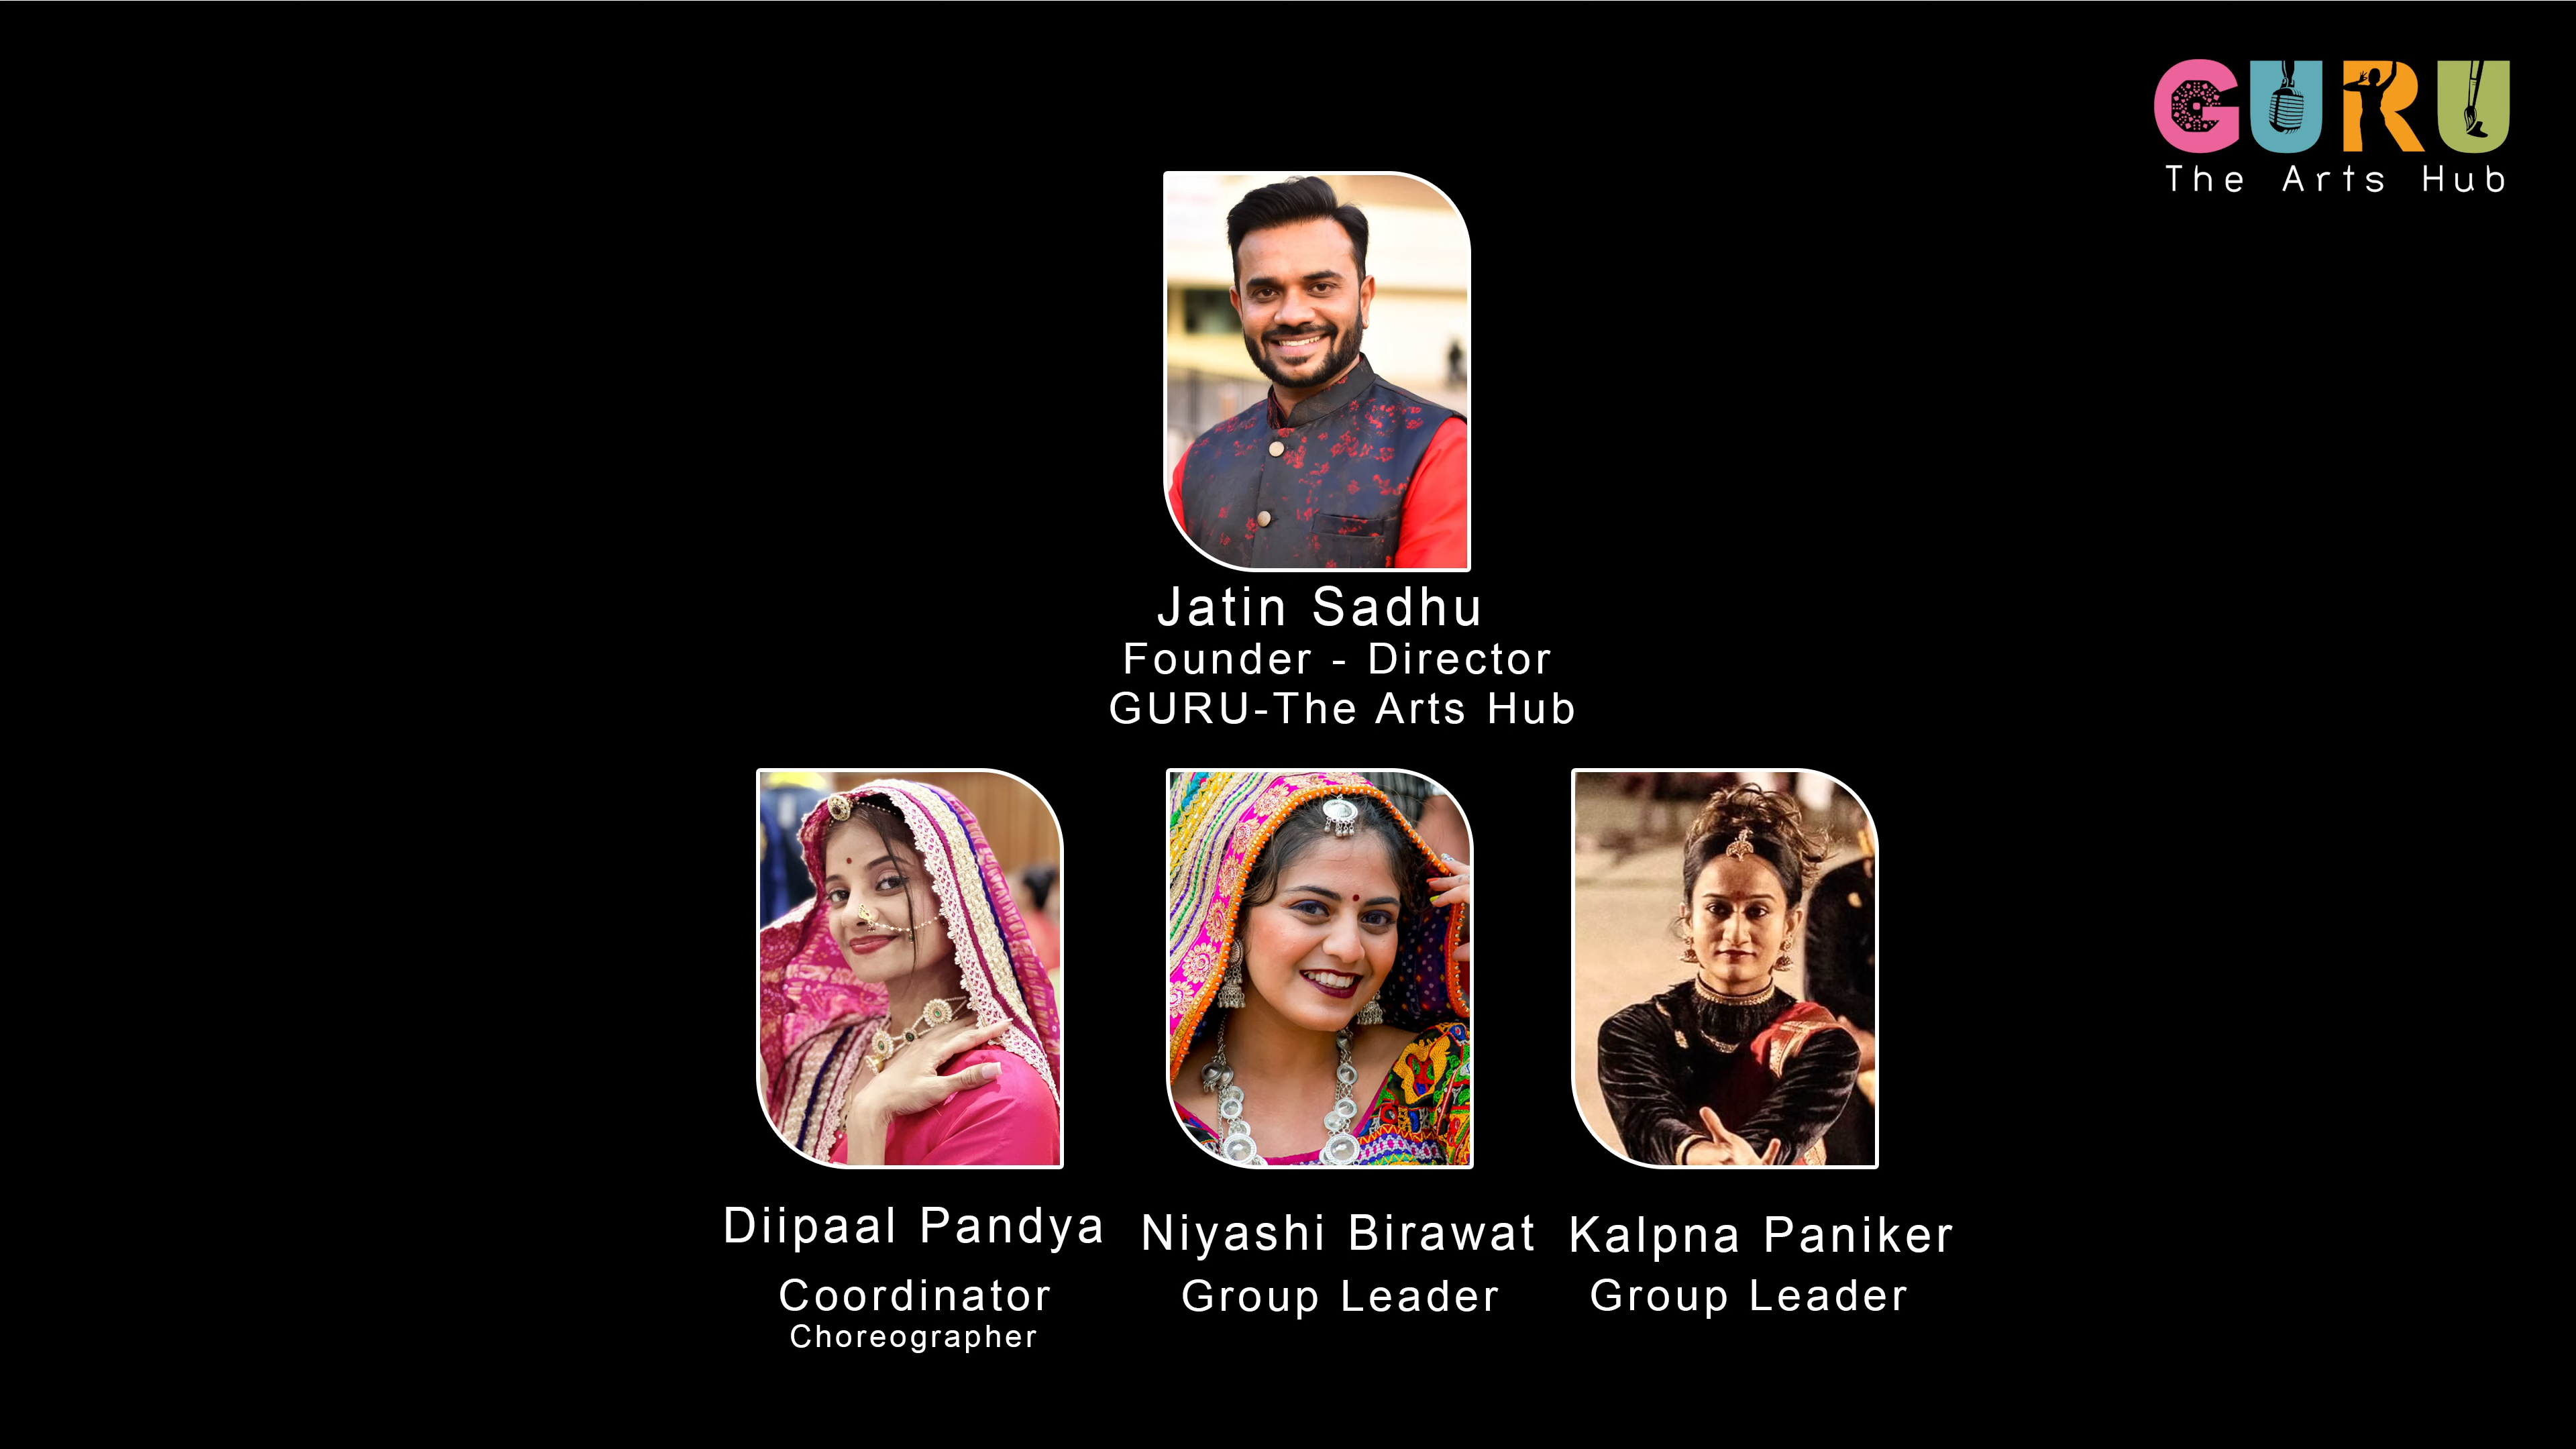 GURU
The Arts Hub
Jatin Sadhu
Founder - Director
GURU-The Arts Hub
Diipaal Pandya
Coordinator
Choreographer
Niyashi Birawat
Group Leader
Kalpna Paniker
Group Leader